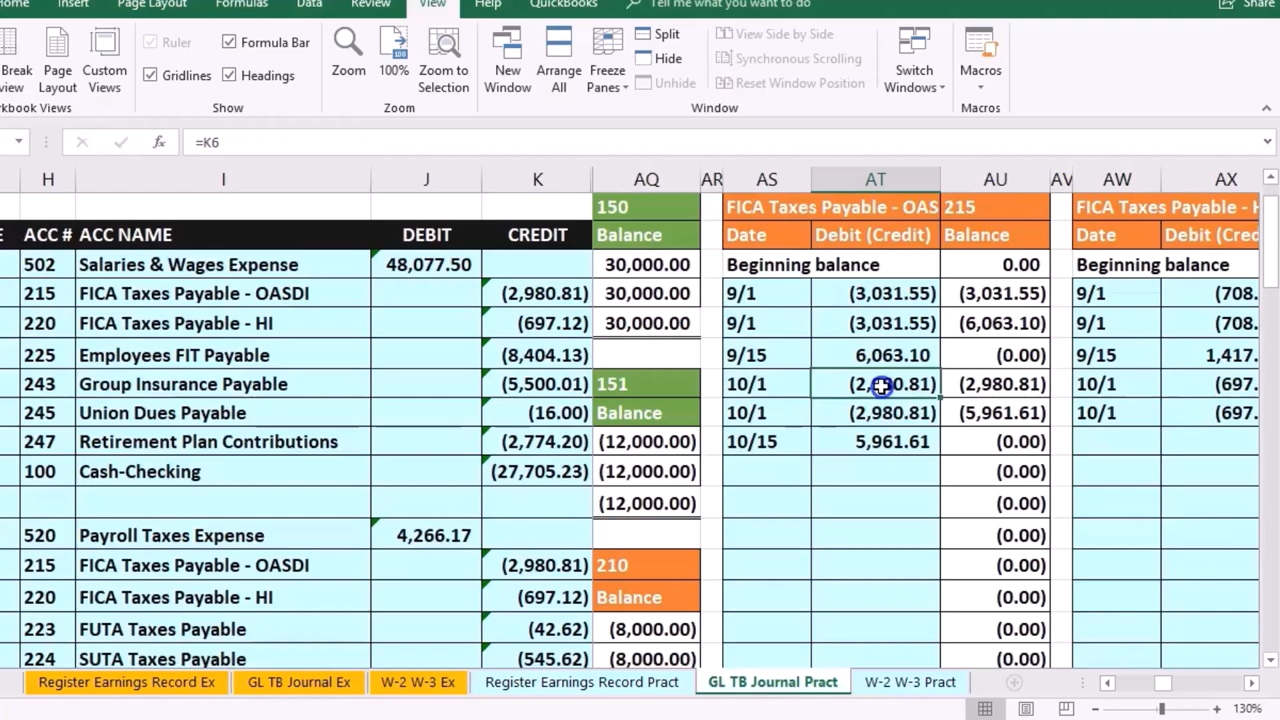 Home Insert Page Layout Formulas Data Review View Help QuickBooks Tell me what you want to do Share
Break Page Custom Ruler Formula Bar Zoom 100% Zoom to New Arrange Freeze Split View Side by Side Switch Macros
view Layout Views Gridlines Headings Selection Window All Panes Hide Synchronous Scrolling Windows
Unhide Reset Window Position
Show Zoom Window Macros
fx =K6
H I J K AQ AR AS AT AU AV AW AX
150 FICA Taxes Payable - OAS 215
ACC # ACC NAME DEBIT CREDIT Balance Date Debit (Credit) Balance Date
502 Salaries & Wages Expense 48,077.50 30,000.00 Beginning balance 0.00 Beginning balance
215 FICA Taxes Payable - OASDI (2,980.81) 30,000.00 9/1 (3,031.55) (3,031.55) 9/1 (708.
220 FICA Taxes Payable - HI (697.12) 30,000.00 9/1 (3,031.55) (6,063.10) 9/1 (708.
225 Employees FIT Payable (8,404.13) 9/15 6,063.10 (0.00) 9/15 1,417.
243 Group Insurance Payable (5,500.01) 151 10/1 (2,980.81) (2,980.81) 10/1 (697.
245 Union Dues Payable (16.00) Balance 10/1 (2,980.81) (5,961.61) 10/1 (697.
247 Retirement Plan Contributions (2,774.20) (12,000.00) 10/15 5,961.61 (0.00)
100 Cash-Checking (27,705.23) (12,000.00) (0.00)
(12,000.00) (0.00)
520 Payroll Taxes Expense 4,266.17 (0.00)
215 FICA Taxes Payable - OASDI (2,980.81) 210 (0.00)
220 FICA Taxes Payable - HI (697.12) Balance (0.00)
223 FUTA Taxes Payable (42.62) (8,000.00) (0.00)
224 SUTA Taxes Payable (545.62) (8,000.00) (0.00)
Register Earnings Record Ex GL TB Journal Ex W-2 W-3 Ex Register Earnings Record Pract GL TB Journal Pract W-2 W-3 Pract
130%